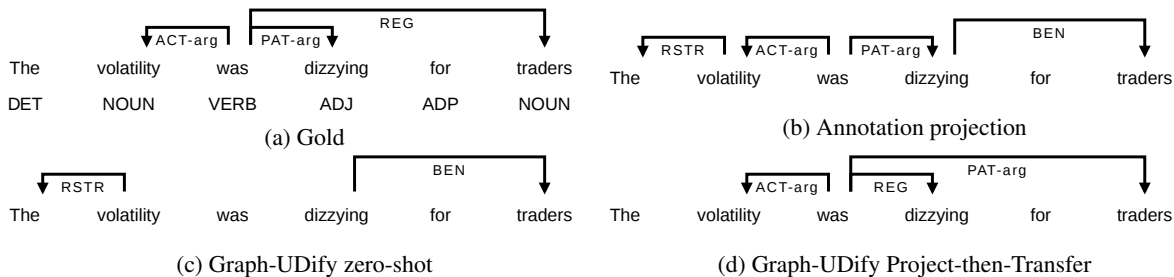 REG
ACT-arg PAT-arg
The volatility was dizzying for traders
DET NOUN VERB ADJ ADP NOUN
(a) Gold
BEN
RSTR ACT-arg PAT-arg
The volatility was dizzying for traders
(b) Annotation projection
BEN
RSTR
The volatility was dizzying for traders
(c) Graph-UDify zero-shot
PAT-arg
ACT-arg REG
The volatility was dizzying for traders
(d) Graph-UDify Project-then-Transfer